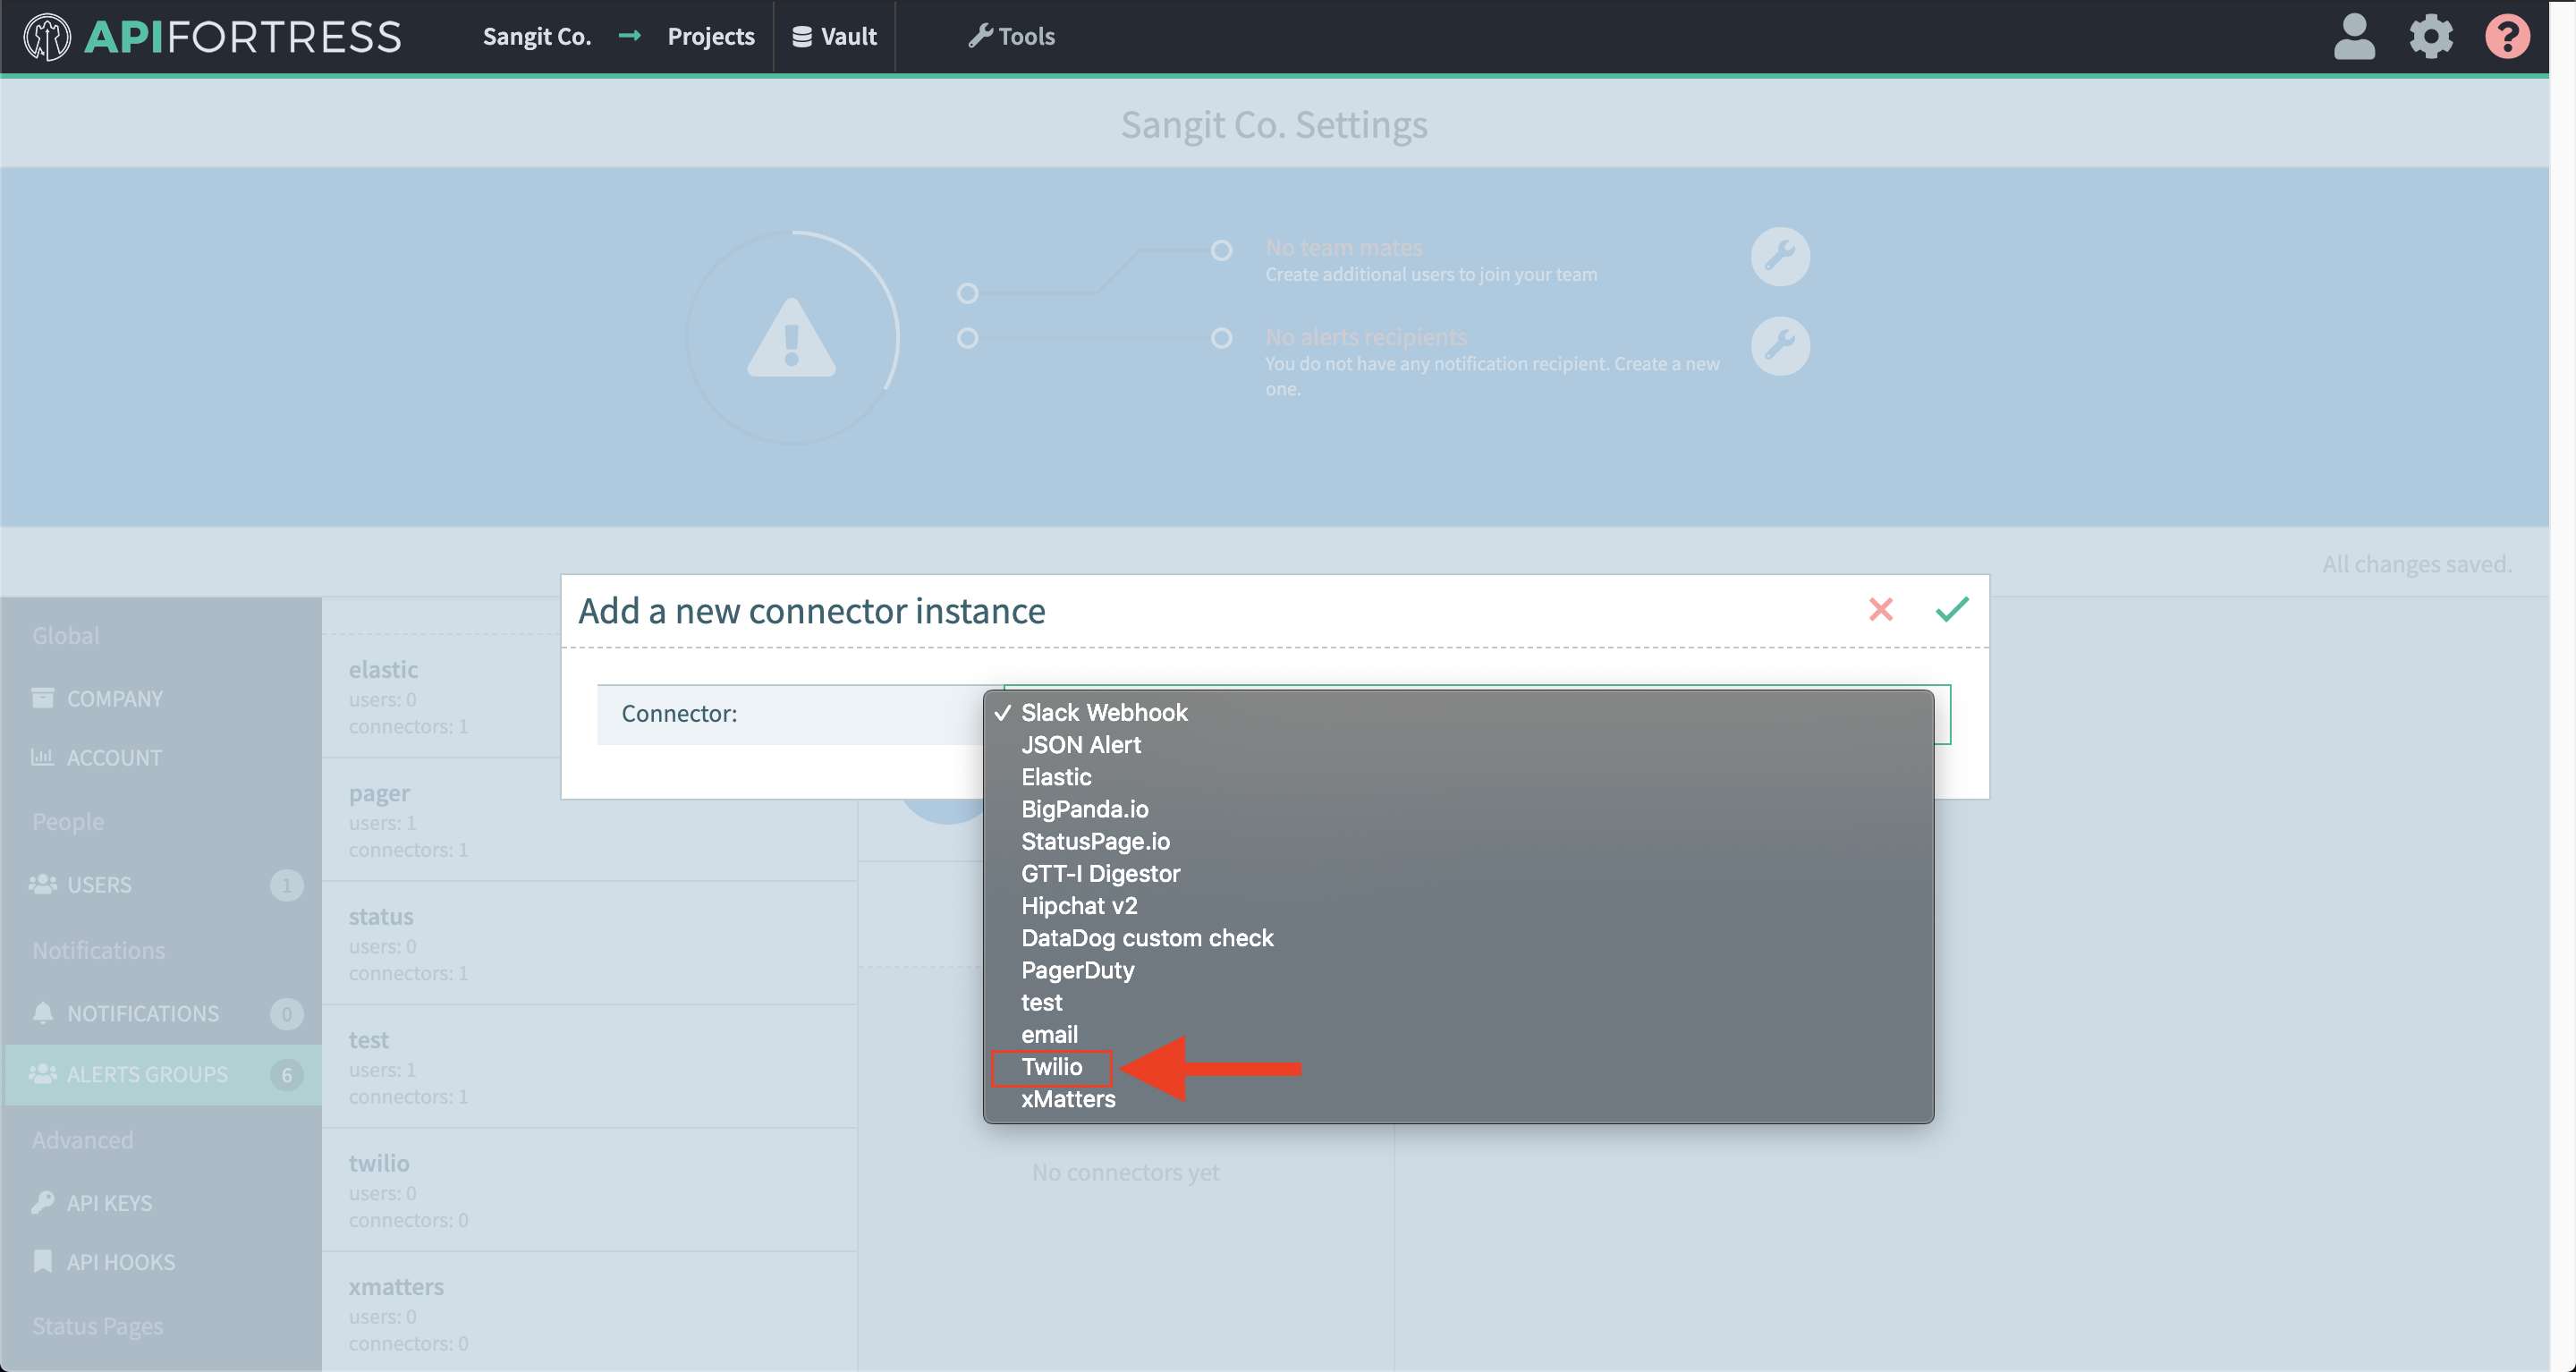 APIFORTRESS
Sangit Co. → Projects
Vault
Tools
?
Sangit Co. Settings
No team mates
Create additional users to join your team
No alerts recipients
You do not have any notification recipient. Create a new
one.
All changes saved.
Add a new connector instance
Connector:
✓ Slack Webhook
JSON Alert
Elastic
BigPanda.io
StatusPage.io
GTT-I Digestor
Hipchat v2
DataDog custom check
PagerDuty
test
email
Twilio
xMatters
Global
COMPANY
ACCOUNT
People
USERS 1
Notifications
NOTIFICATIONS 0
ALERTS GROUPS 6
Advanced
API KEYS
API HOOKS
Status Pages
elastic
users: 0
connectors: 1
pager
users: 1
connectors: 1
status
users: 0
connectors: 1
test
users: 1
connectors: 1
twilio
users: 0
connectors: 0
xmatters
users: 0
connectors: 0
No connectors yet